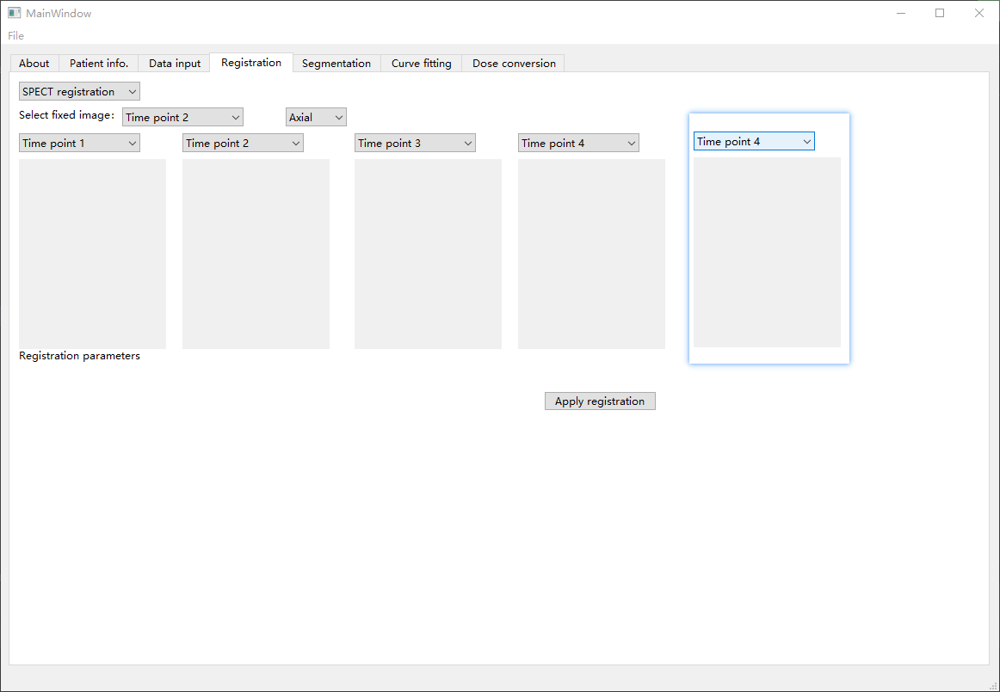 MainWindow
File
About Patient info. Data input Registration Segmentation Curve fitting Dose conversion
SPECT registration
Select fixed image: Time point 2 Axial
Time point 1 Time point 2 Time point 3 Time point 4 Time point 4
Registration parameters
Apply registration